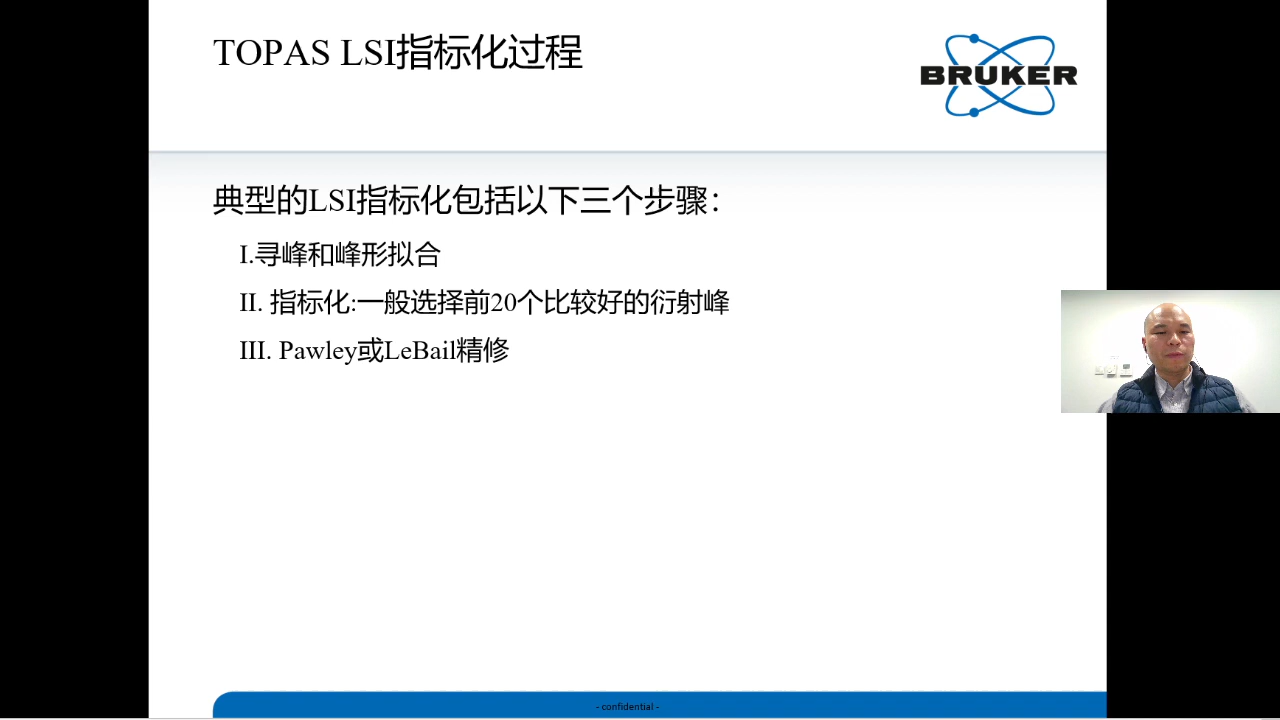 TOPAS LSI指标化过程
BRUKER
典型的LSI指标化包括以下三个步骤：
I.寻峰和峰形拟合
II. 指标化:一般选择前20个比较好的衍射峰
III. Pawley或LeBail精修
- confidential -